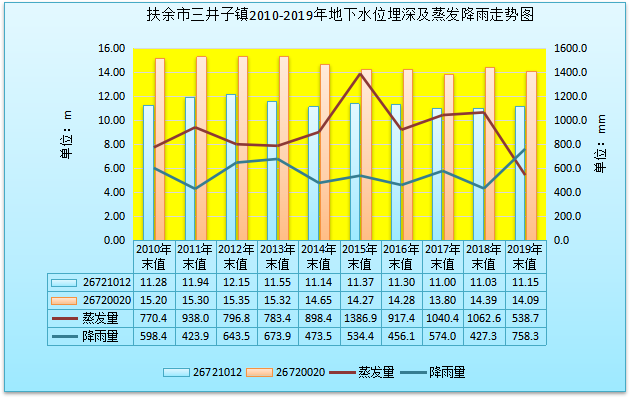 扶余市三井子镇2010-2019年地下水位埋深及蒸发降雨走势图
16.00 1600.0
14.00 1400.0
12.00 1200.0
10.00 1000.0
8.00 800.0
6.00 600.0
4.00 400.0
2.00 200.0
0.00 0.0
单位：m
单位：mm
2010年 2011年 2012年 2013年 2014年 2015年 2016年 2017年 2018年 2019年
末值 末值 末值 末值 末值 末值 末值 末值 末值 末值
26721012 11.28 11.94 12.15 11.55 11.14 11.37 11.30 11.00 11.03 11.15
26720020 15.20 15.30 15.35 15.32 14.65 14.27 14.28 13.80 14.39 14.09
蒸发量 770.4 938.0 796.8 783.4 898.4 1386.9 917.4 1040.4 1062.6 538.7
降雨量 598.4 423.9 643.5 673.9 473.5 534.4 456.1 574.0 427.3 758.3
26721012 26720020 蒸发量 降雨量